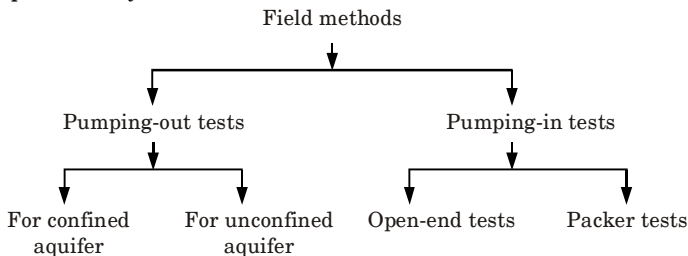 Field methods
Pumping-out tests
Pumping-in tests
For confined
aquifer
For unconfined
aquifer
Open-end tests
Packer tests